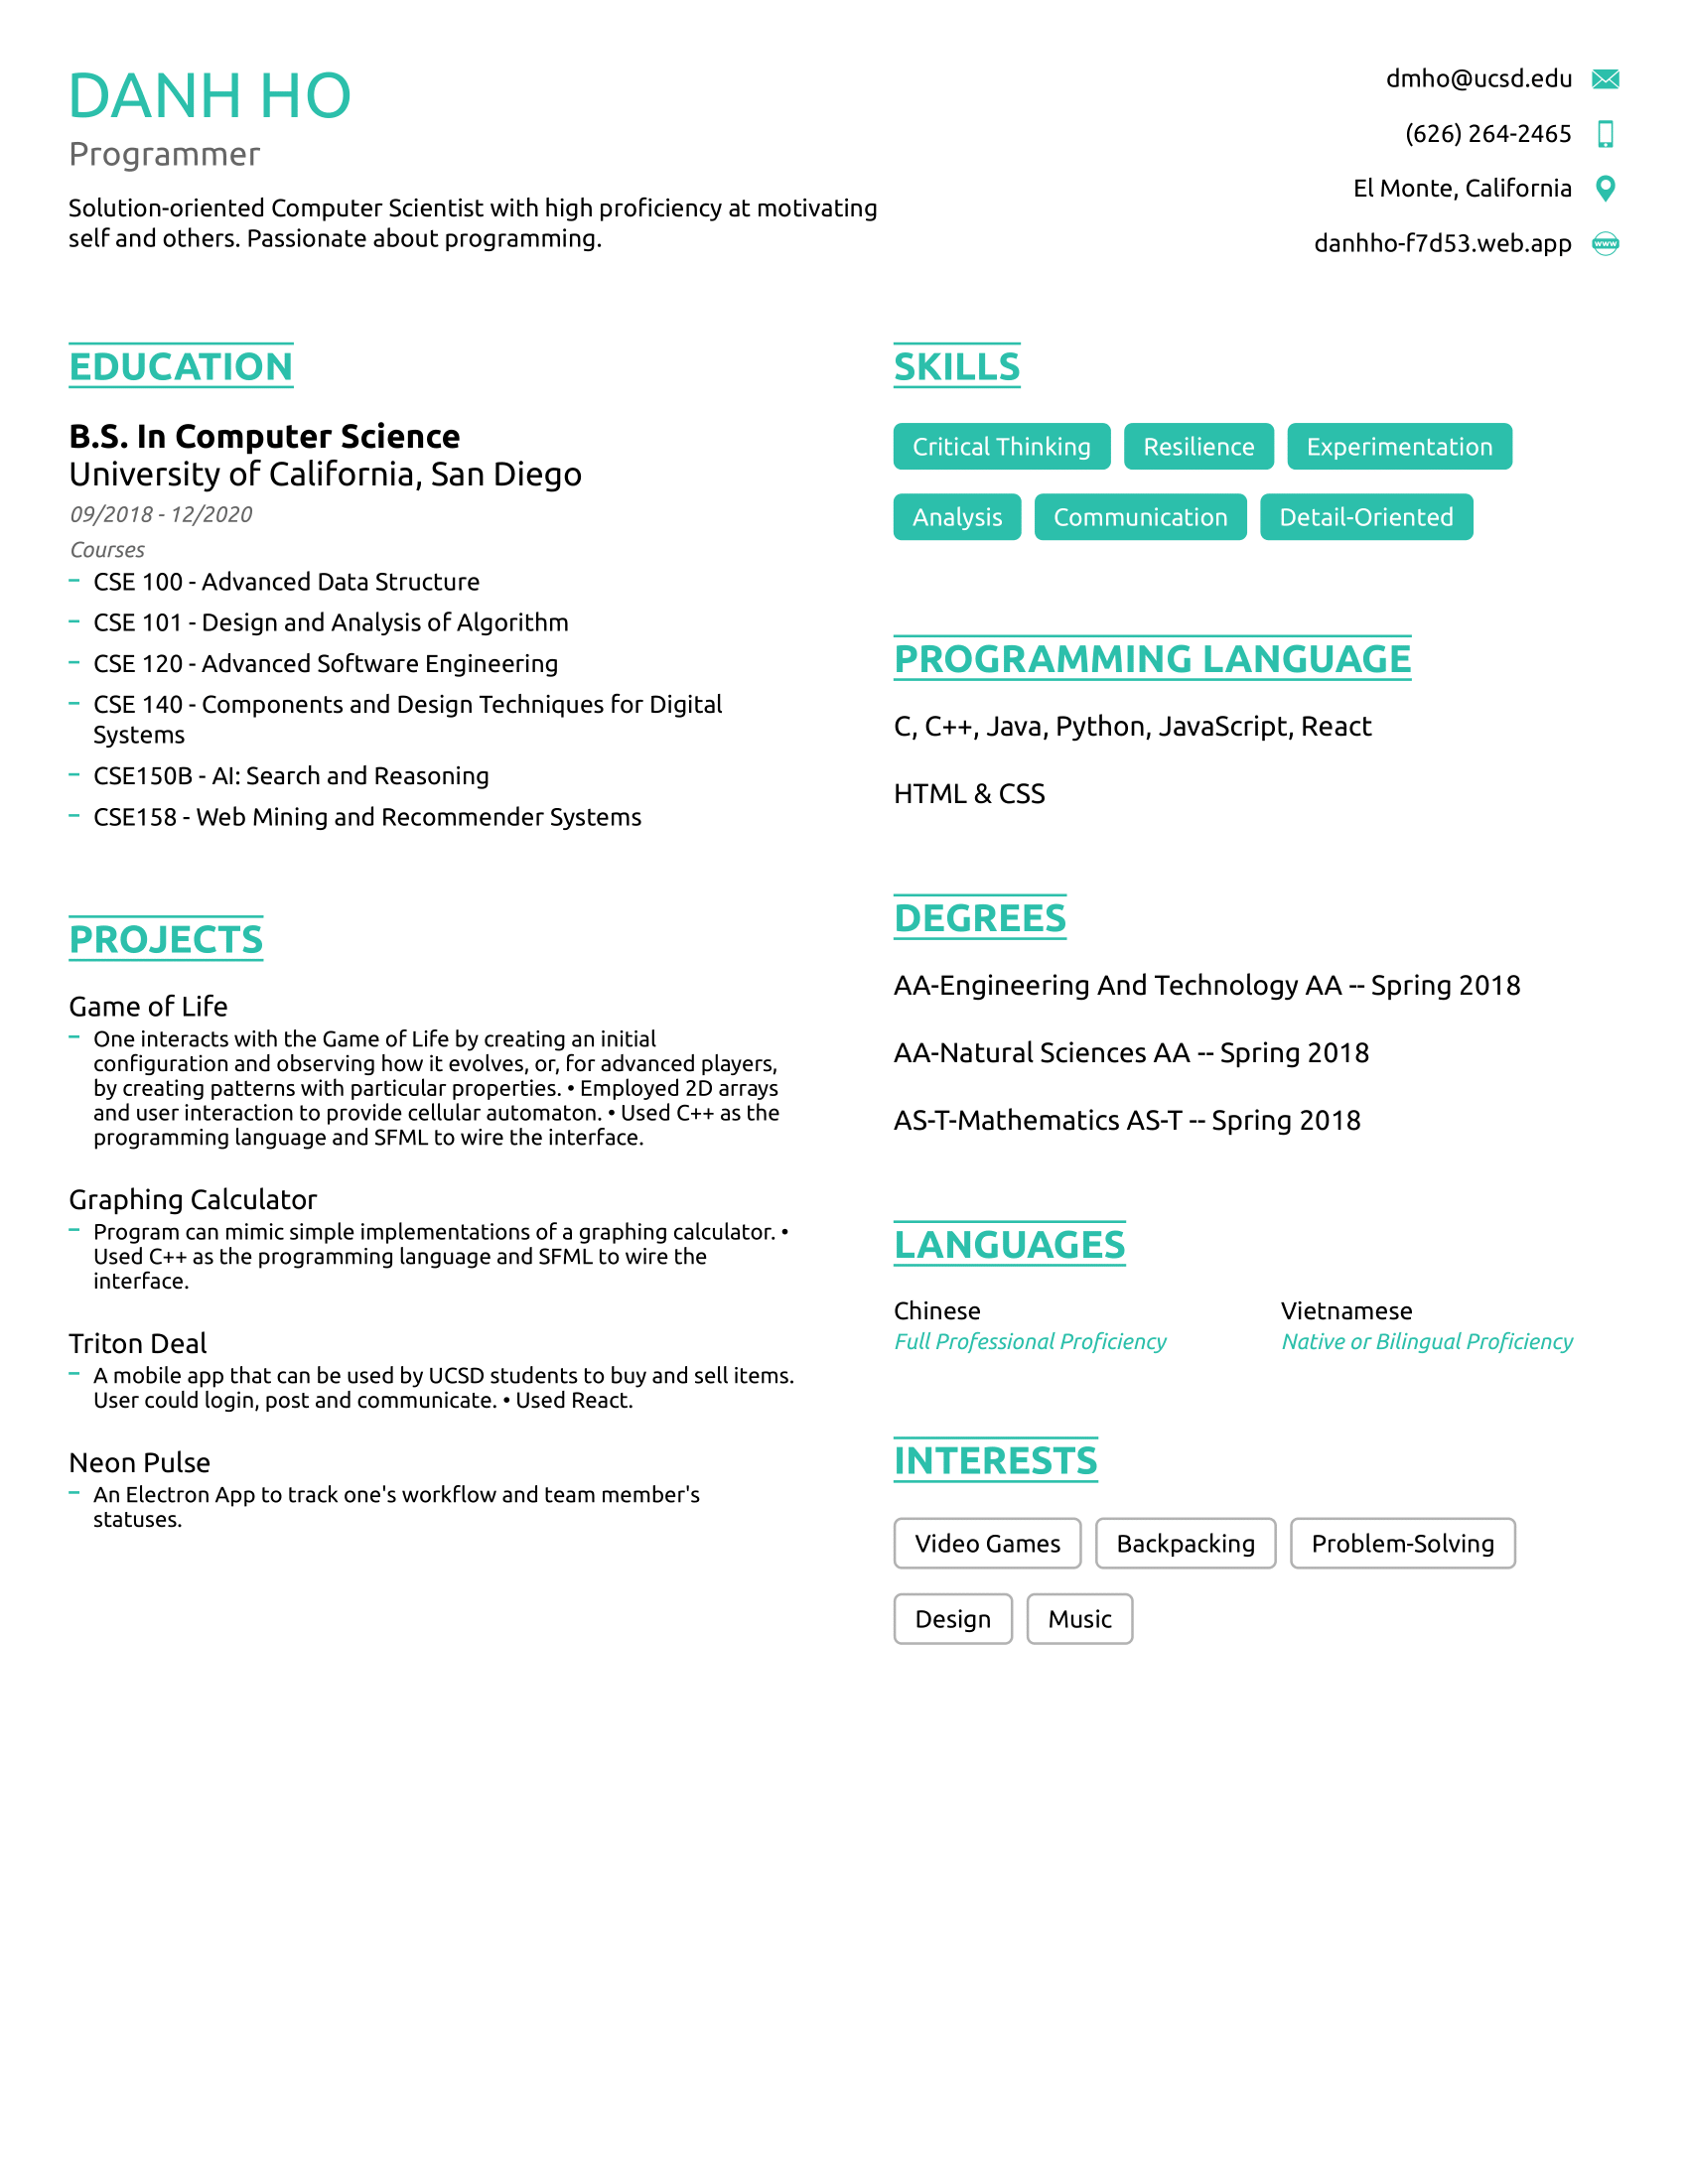 DANH HO
Programmer
Solution-oriented Computer Scientist with high proficiency at motivating
self and others. Passionate about programming.
dmho@ucsd.edu
(626) 264-2465
El Monte, California
danhho-f7d53.web.app
www
EDUCATION
B.S. In Computer Science
University of California, San Diego
09/2018 - 12/2020
Courses
– CSE 100 - Advanced Data Structure
– CSE 101 - Design and Analysis of Algorithm
– CSE 120 - Advanced Software Engineering
– CSE 140 - Components and Design Techniques for Digital
Systems
– CSE150B - AI: Search and Reasoning
– CSE158 - Web Mining and Recommender Systems
PROJECTS
Game of Life
– One interacts with the Game of Life by creating an initial
configuration and observing how it evolves, or, for advanced players,
by creating patterns with particular properties. • Employed 2D arrays
and user interaction to provide cellular automaton. • Used C++ as the
programming language and SFML to wire the interface.
Graphing Calculator
– Program can mimic simple implementations of a graphing calculator. •
Used C++ as the programming language and SFML to wire the
interface.
Triton Deal
– A mobile app that can be used by UCSD students to buy and sell items.
User could login, post and communicate. • Used React.
Neon Pulse
– An Electron App to track one's workflow and team member's
statuses.
SKILLS
Critical Thinking Resilience Experimentation
Analysis Communication Detail-Oriented
PROGRAMMING LANGUAGE
C, C++, Java, Python, JavaScript, React
HTML & CSS
DEGREES
AA-Engineering And Technology AA -- Spring 2018
AA-Natural Sciences AA -- Spring 2018
AS-T-Mathematics AS-T -- Spring 2018
LANGUAGES
Chinese Vietnamese
Full Professional Proficiency Native or Bilingual Proficiency
INTERESTS
Video Games Backpacking Problem-Solving
Design Music